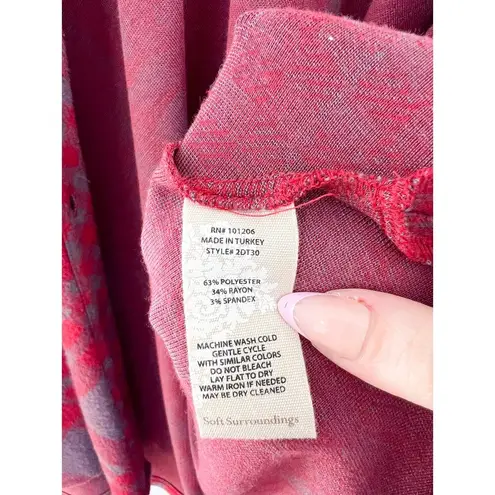 RN# 101206
MADE IN TURKEY
STYLE# 2DT30
63% POLYESTER
34% RAYON
3% SPANDEX
MACHINE WASH COLD
GENTLE CYCLE
WITH SIMILAR COLORS
DO NOT BLEACH
LAY FLAT TO DRY
WARM IRON IF NEEDED
MAY BE DRY CLEANED
Soft Surroundings